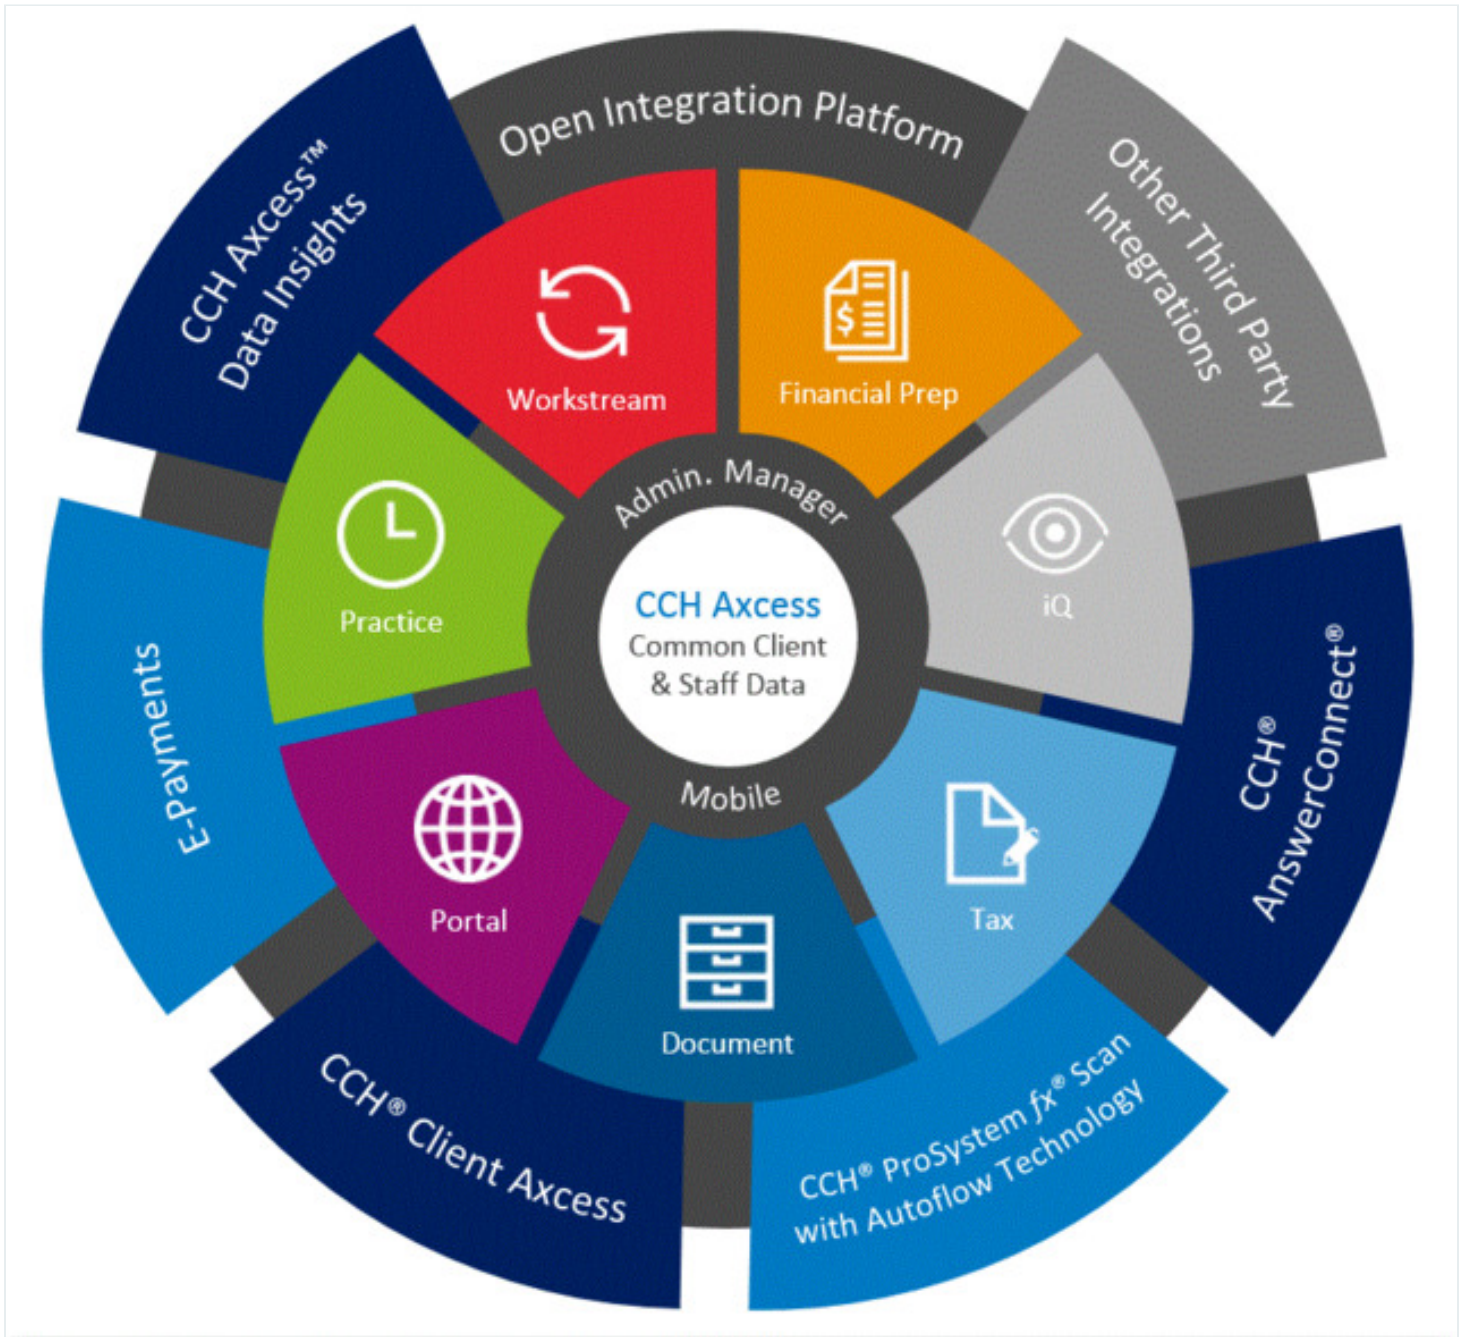 Open Integration Platform
CCH Axcess™
Data Insights
Other Third Party
Integrations
Workstream
Financial Prep
Practice
iQ
Admin. Manager
CCH Axcess
Common Client
& Staff Data
Mobile
E-Payments
CCH®
AnswerConnect®
Portal
Tax
Document
CCH® Client Axcess
CCH® ProSystem fx® Scan
with Autoflow Technology
$